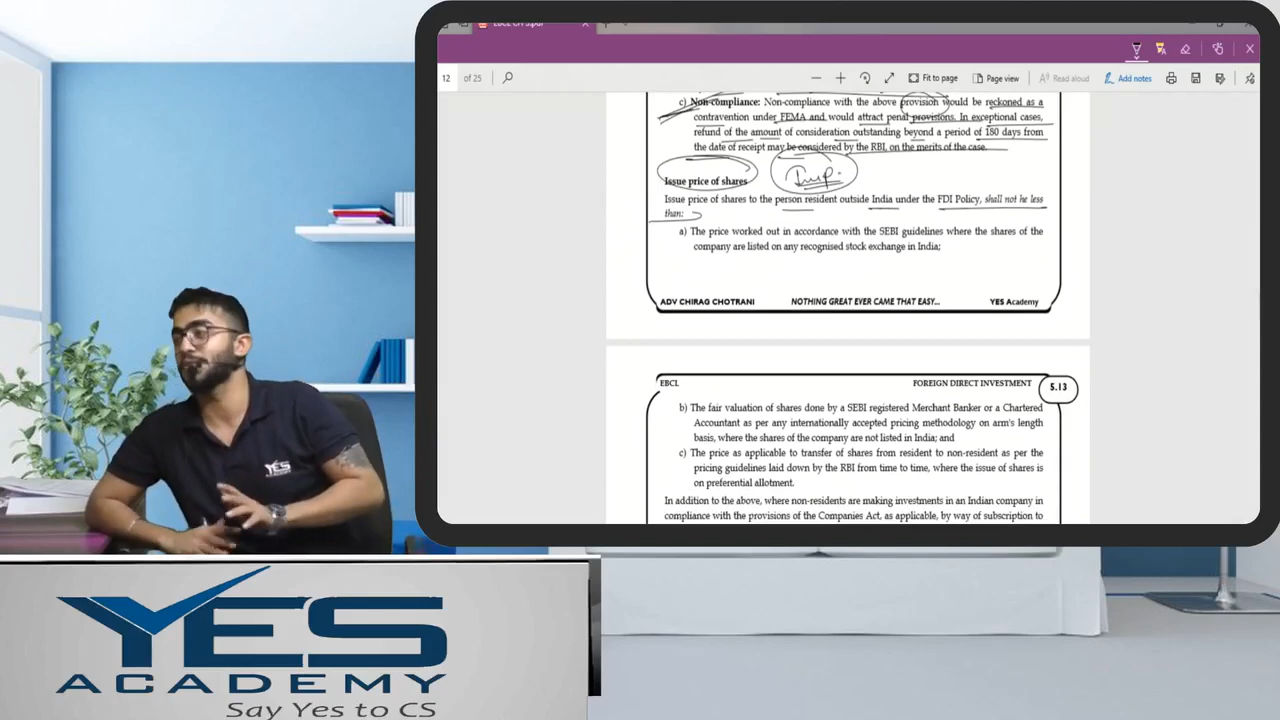 EBCL
12 of 25
Fit to page
Page view
Read aloud
Add notes
c) Non-compliance: Non-compliance with the above provision would be reckoned as a
contravention under FEMA and would attract penal provisions. In exceptional cases,
refund of the amount of consideration outstanding beyond a period of 180 days from
the date of receipt may be considered by the RBI, on the merits of the case.
Imp.
Issue price of shares
Issue price of shares to the person resident outside India under the FDI Policy, shall not be less
than:
a) The price worked out in accordance with the SEBI guidelines where the shares of the
company are listed on any recognised stock exchange in India;
ADV CHIRAG CHOTRANI NOTHING GREAT EVER CAME THAT EASY... YES Academy
EBCL FOREIGN DIRECT INVESTMENT 5.13
b) The fair valuation of shares done by a SEBI registered Merchant Banker or a Chartered
Accountant as per any internationally accepted pricing methodology on arm's length
basis, where the shares of the company are not listed in India; and
c) The price as applicable to transfer of shares from resident to non-resident as per the
pricing guidelines laid down by the RBI from time to time, where the issue of shares is
on preferential allotment.
In addition to the above, where non-residents are making investments in an Indian company in
compliance with the provisions of the Companies Act, as applicable, by way of subscription to
YES
YES
ACADEMY
Say Yes to CS